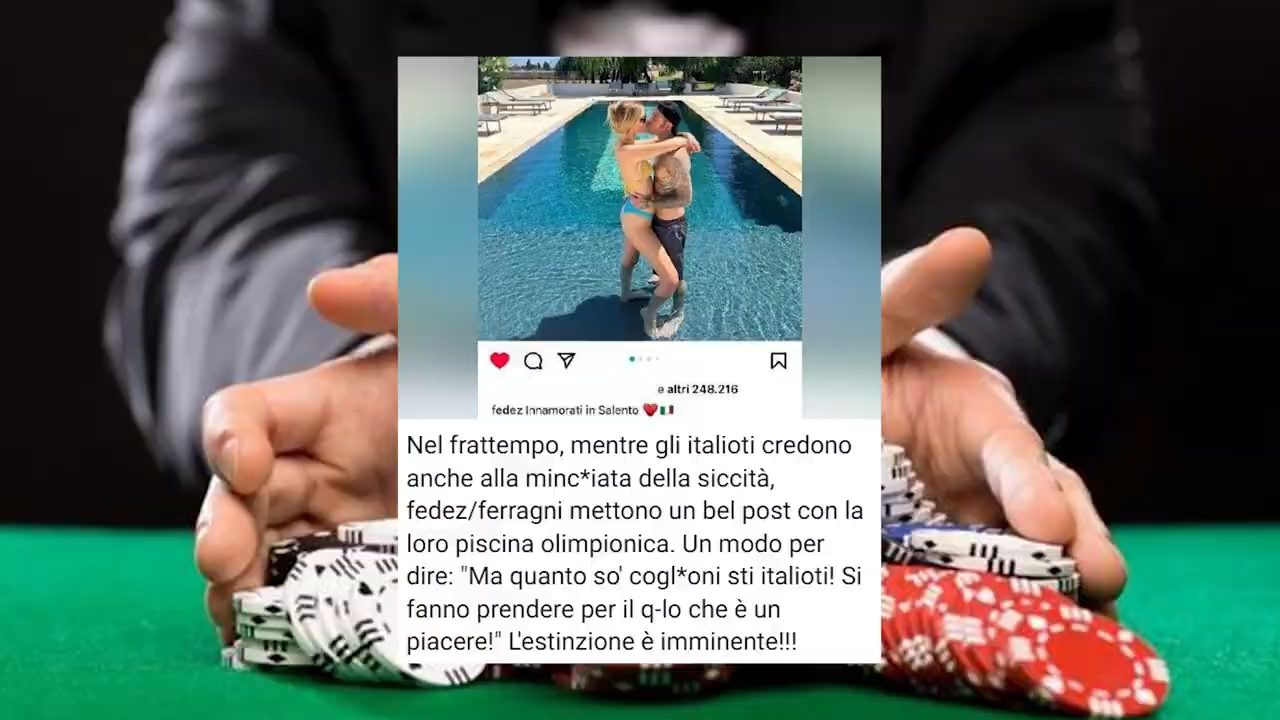 e altri 248.216
fedez Innamorati in Salento ❤️🇮🇹
Nel frattempo, mentre gli italioti credono
anche alla minc*iata della siccità,
fedez/ferragni mettono un bel post con la
loro piscina olimpionica. Un modo per
dire: "Ma quanto so' cogl*oni sti italioti! Si
fanno prendere per il q-lo che è un
piacere!" L'estinzione è imminente!!!